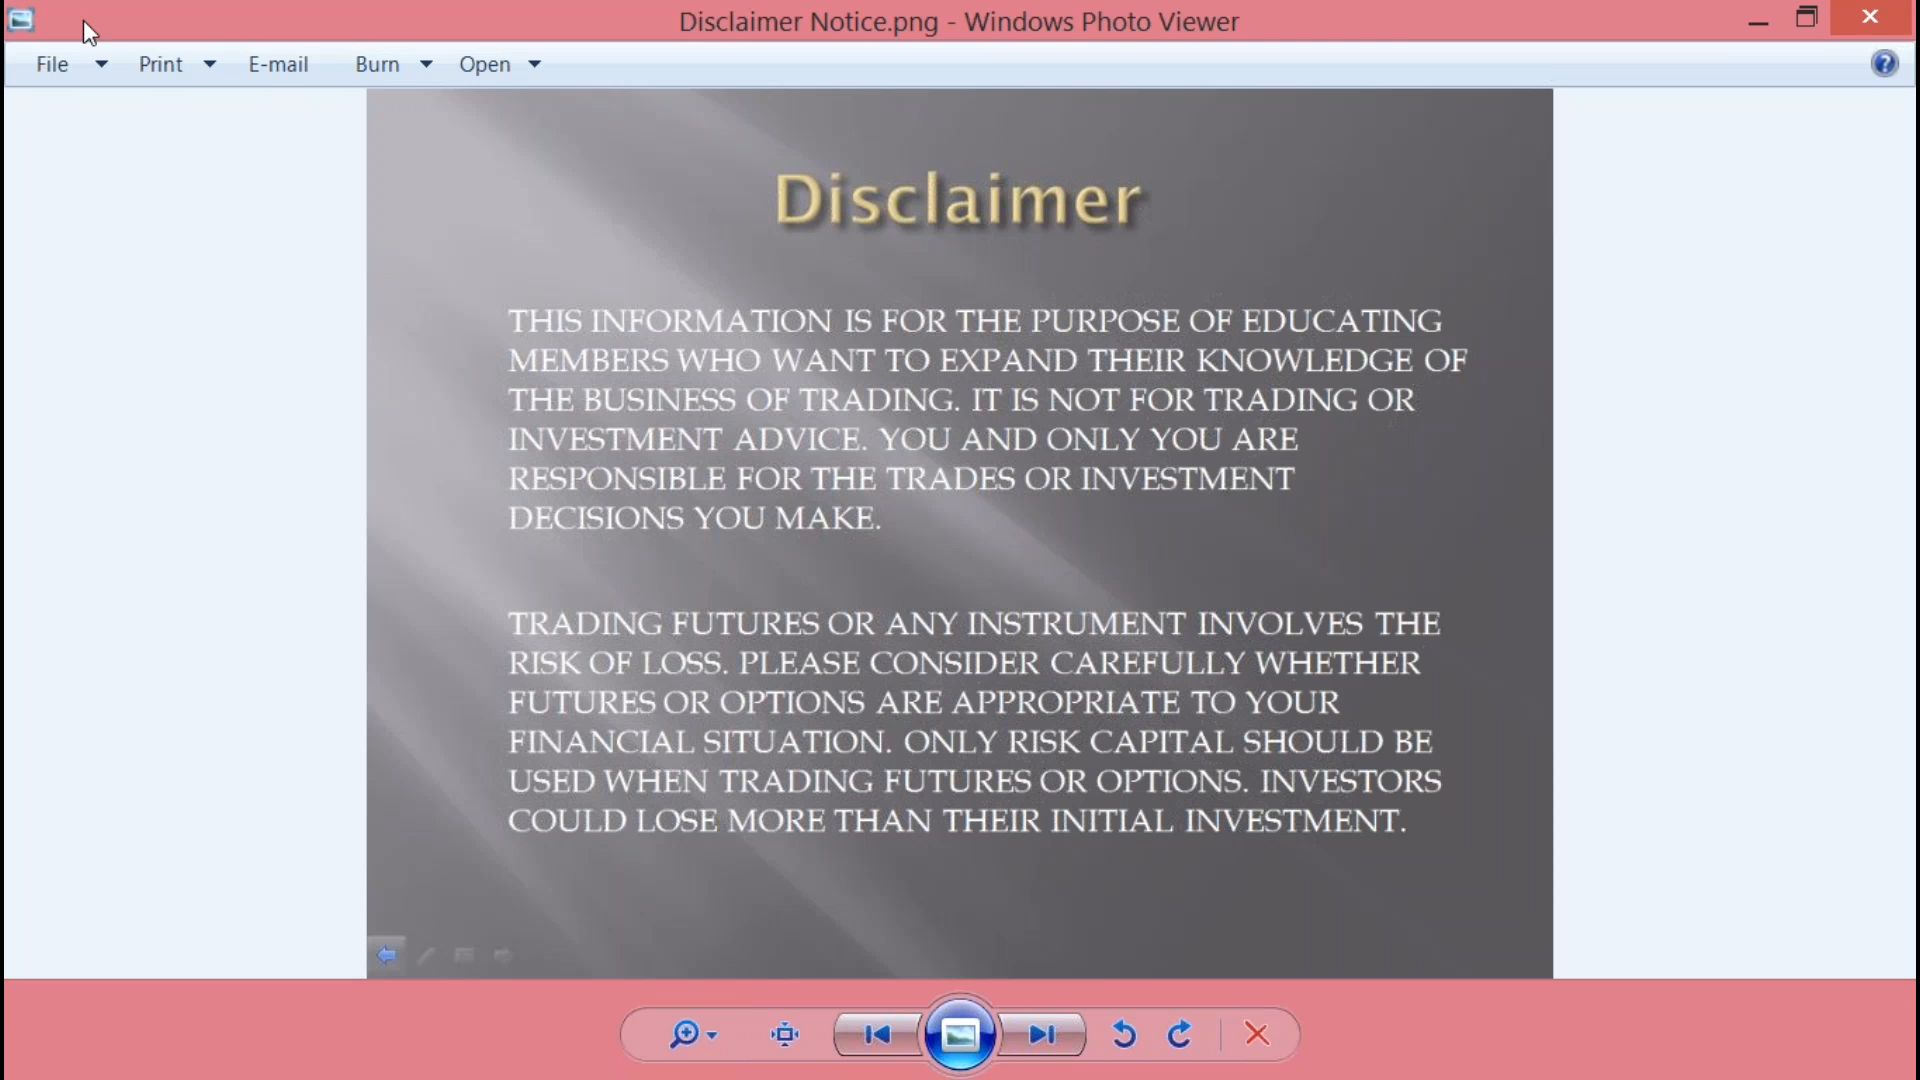 Disclaimer Notice.png - Windows Photo Viewer
File Print E-mail Burn Open
Disclaimer
THIS INFORMATION IS FOR THE PURPOSE OF EDUCATING
MEMBERS WHO WANT TO EXPAND THEIR KNOWLEDGE OF
THE BUSINESS OF TRADING. IT IS NOT FOR TRADING OR
INVESTMENT ADVICE. YOU AND ONLY YOU ARE
RESPONSIBLE FOR THE TRADES OR INVESTMENT
DECISIONS YOU MAKE.
TRADING FUTURES OR ANY INSTRUMENT INVOLVES THE
RISK OF LOSS. PLEASE CONSIDER CAREFULLY WHETHER
FUTURES OR OPTIONS ARE APPROPRIATE TO YOUR
FINANCIAL SITUATION. ONLY RISK CAPITAL SHOULD BE
USED WHEN TRADING FUTURES OR OPTIONS. INVESTORS
COULD LOSE MORE THAN THEIR INITIAL INVESTMENT.